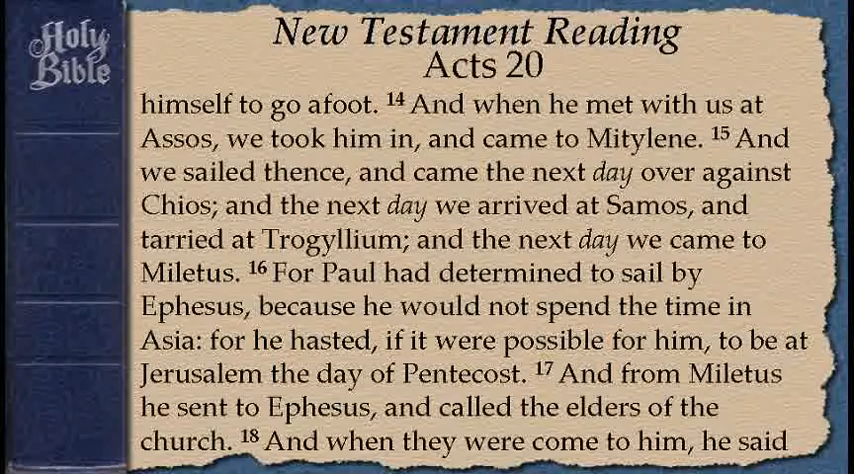 Holy
Bible
New Testament Reading
Acts 20
himself to go afoot. 14 And when he met with us at
Assos, we took him in, and came to Mitylene. 15 And
we sailed thence, and came the next day over against
Chios; and the next day we arrived at Samos, and
tarried at Trogyllium; and the next day we came to
Miletus. 16 For Paul had determined to sail by
Ephesus, because he would not spend the time in
Asia: for he hasted, if it were possible for him, to be at
Jerusalem the day of Pentecost. 17 And from Miletus
he sent to Ephesus, and called the elders of the
church. 18 And when they were come to him, he said